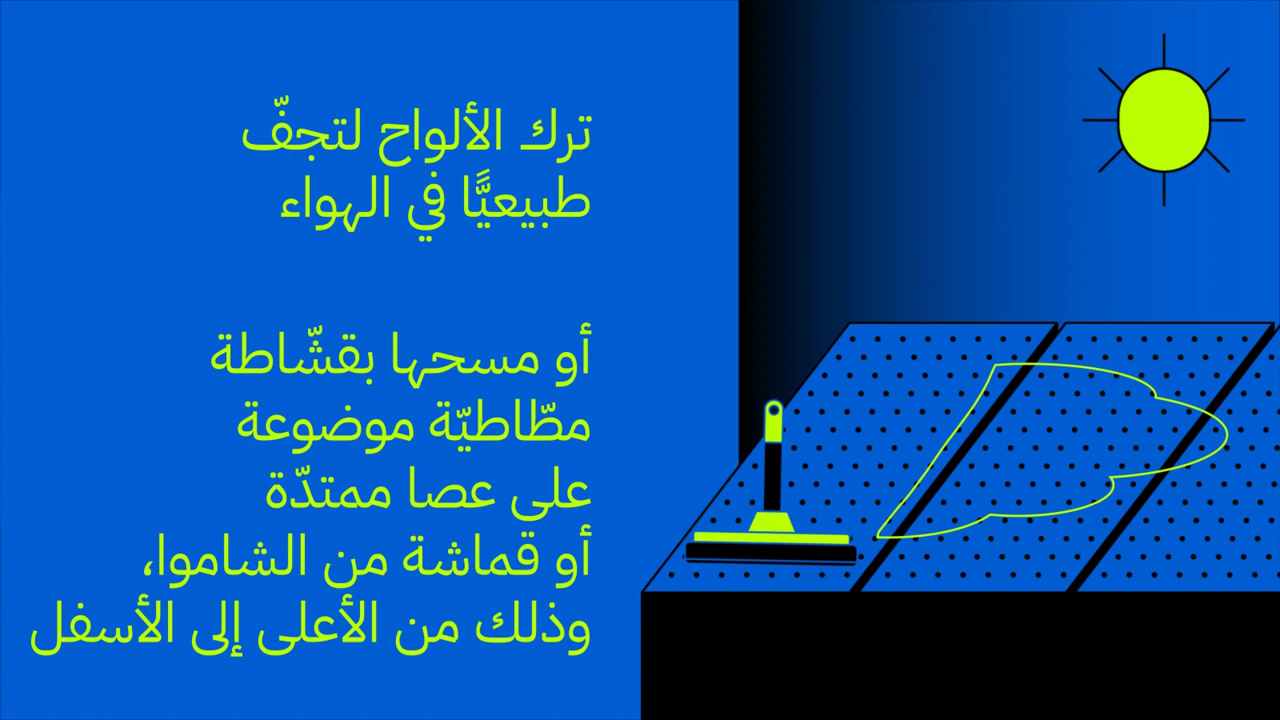 ترك الألواح لتجفّ
طبيعيًّا في الهواء
أو مسحها بقشّاطة
مطّاطيّة موضوعة
على عصا ممتدّة
أو قماشة من الشاموا،
وذلك من الأعلى إلى الأسفل